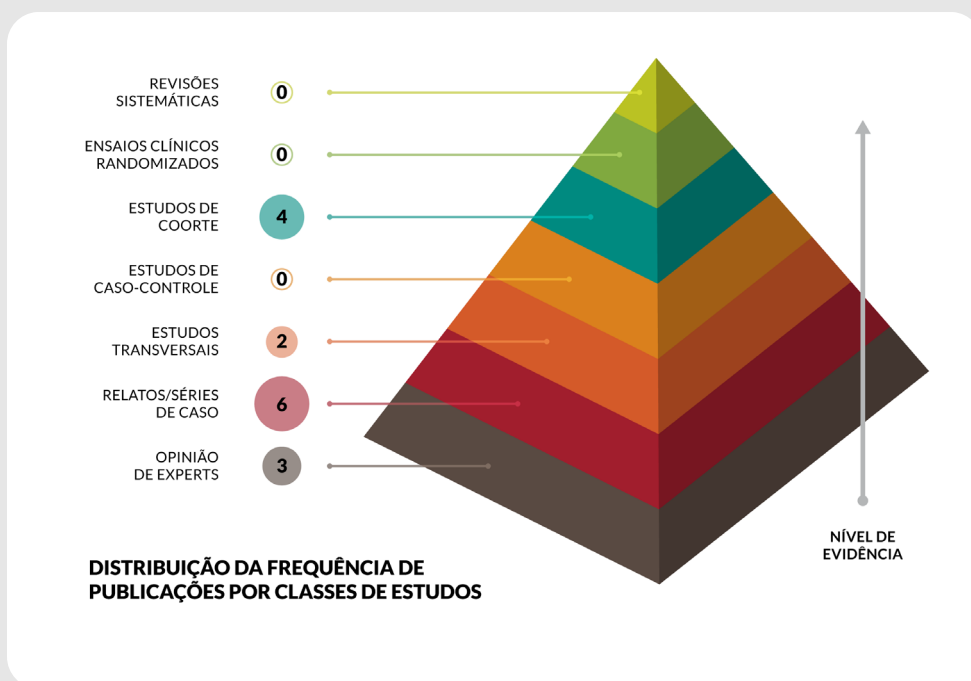 REVISÕES
SISTEMÁTICAS
0
ENSAIOS CLÍNICOS
RANDOMIZADOS
0
ESTUDOS DE
COORTE
4
ESTUDOS DE
CASO-CONTROLE
0
ESTUDOS
TRANSVERSAIS
2
RELATOS/SÉRIES
DE CASO
6
OPINIÃO
DE EXPERTS
3
NÍVEL DE
EVIDÊNCIA
DISTRIBUIÇÃO DA FREQUÊNCIA DE
PUBLICAÇÕES POR CLASSES DE ESTUDOS